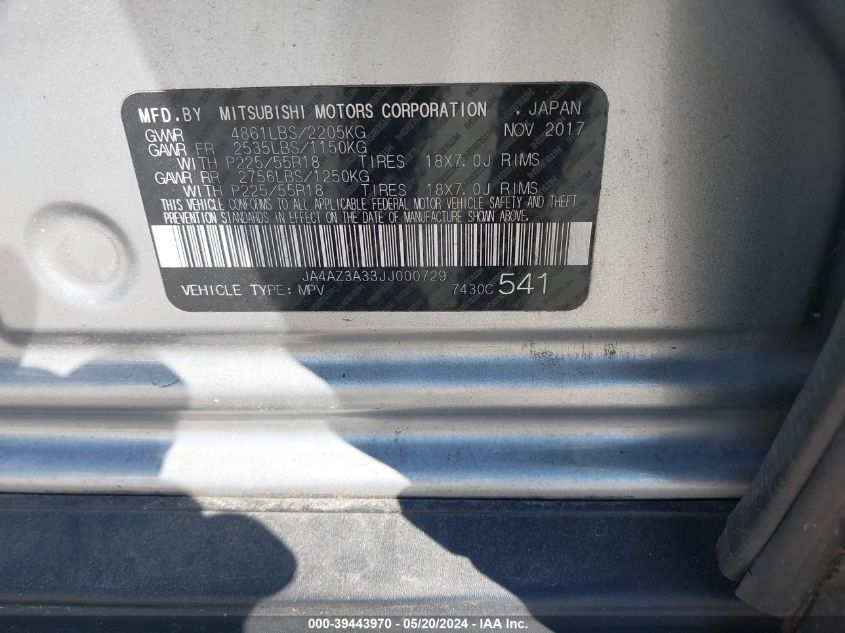 MFD.BY MITSUBISHI MOTORS CORPORATION , JAPAN
GVWR 4861LBS/2205KG NOV 2017
GAWR FR 2535LBS/1150KG
WITH P225/55R18 TIRES 18X7.0J RIMS
GAWR RR 2756LBS/1250KG
WITH P225/55R18 TIRES 18X7.0J RIMS
THIS VEHICLE CONFORMS TO ALL APPLICABLE FEDERAL MOTOR VEHICLE SAFETY AND THEFT
PREVENTION STANDARDS IN EFFECT ON THE DATE OF MANUFACTURE SHOWN ABOVE.
JA4AZ3A33JJ000729
VEHICLE TYPE: MPV 7430C 541
000-39443970 - 05/20/2024 - IAA Inc.